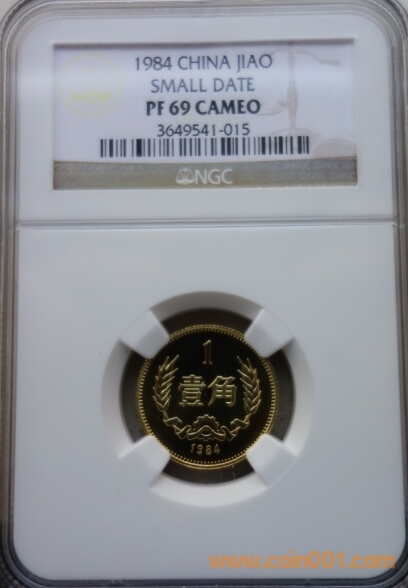 1984 CHINA JIAO
SMALL DATE
PF 69 CAMEO
3649541-015
NGC
1
壹角
1984
www.coin001.com